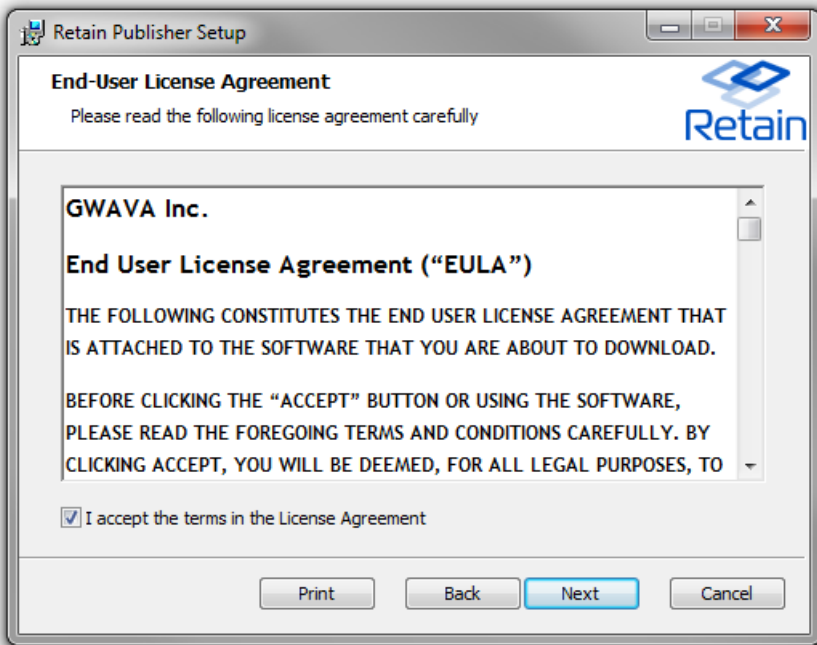 Retain Publisher Setup
End-User License Agreement
Please read the following license agreement carefully
Retain
GWAVA Inc.
End User License Agreement (“EULA”)
THE FOLLOWING CONSTITUTES THE END USER LICENSE AGREEMENT THAT
IS ATTACHED TO THE SOFTWARE THAT YOU ARE ABOUT TO DOWNLOAD.
BEFORE CLICKING THE “ACCEPT” BUTTON OR USING THE SOFTWARE,
PLEASE READ THE FOREGOING TERMS AND CONDITIONS CAREFULLY. BY
CLICKING ACCEPT, YOU WILL BE DEEMED, FOR ALL LEGAL PURPOSES, TO
I accept the terms in the License Agreement
Print Back Next Cancel